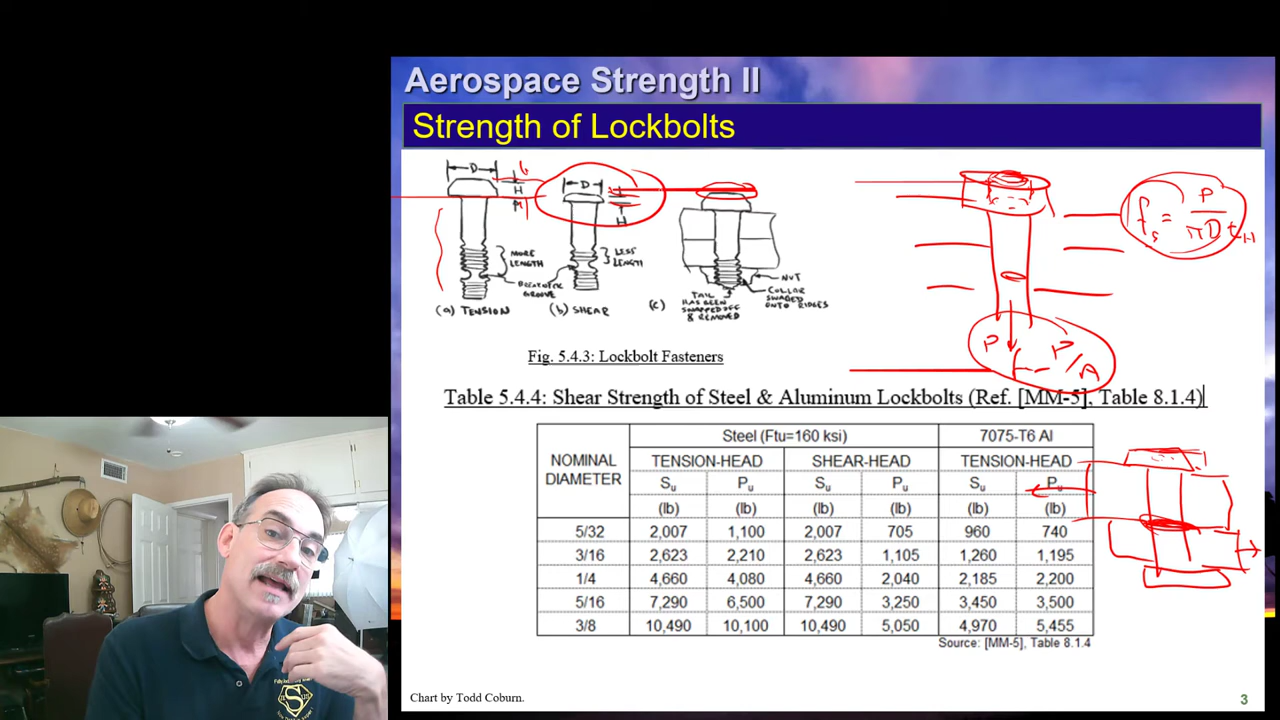 Aerospace Strength II
Strength of Lockbolts
D
H
D
H
MORE
LENGTH
LESS
LENGTH
BREAKOFF
GROOVE
NUT
COLLAR
SWAGED
ONTO RIDGES
TAIL
HAS BEEN
SNAPPED OFF
& REMOVED
(a) TENSION
(b) SHEAR
(c)
fs = P / πD tH
P
P/A
Fig. 5.4.3: Lockbolt Fasteners
Table 5.4.4: Shear Strength of Steel & Aluminum Lockbolts (Ref. [MM-5], Table 8.1.4)
NOMINAL DIAMETER
Steel (Ftu=160 ksi) 7075-T6 Al
TENSION-HEAD SHEAR-HEAD TENSION-HEAD
Su Pu Su Pu Su Pu
(lb) (lb) (lb) (lb) (lb) (lb)
5/32 2,007 1,100 2,007 705 960 740
3/16 2,623 2,210 2,623 1,105 1,260 1,195
1/4 4,660 4,080 4,660 2,040 2,185 2,200
5/16 7,290 6,500 7,290 3,250 3,450 3,500
3/8 10,490 10,100 10,490 5,050 4,970 5,455
Source: [MM-5], Table 8.1.4
Chart by Todd Coburn.
3